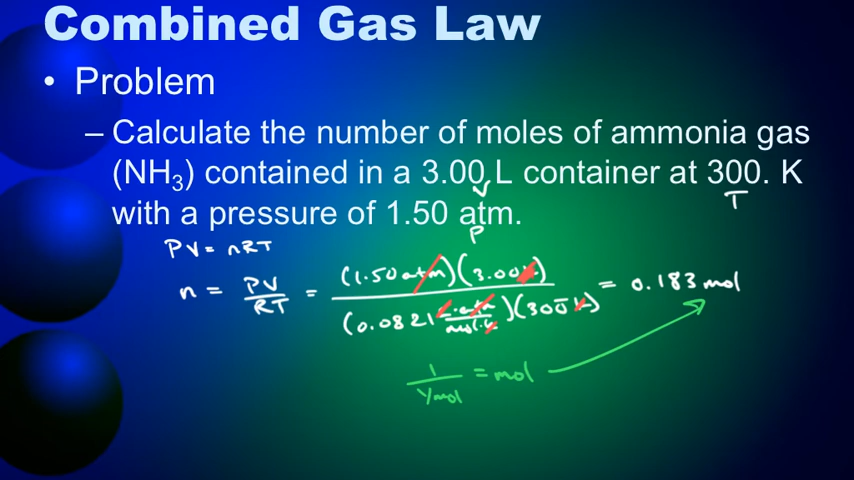 Combined Gas Law
• Problem
– Calculate the number of moles of ammonia gas
(NH₃) contained in a 3.00 L container at 300. K
V
T
with a pressure of 1.50 atm.
P
PV = nRT
n = PV/RT = (1.50 atm)(3.00 L)/(0.0821 L·atm/mol·K)(300 K) = 0.183 mol
1/(1/mol) = mol